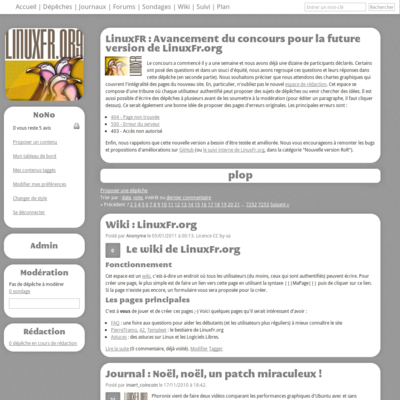 Accueil | Dépêches | Journaux | Forums | Sondages | Wiki | Suivi | Plan
Rechercher
LINUXFR.ORG
LinuxFR : Avancement du concours pour la future
version de LinuxFr.org
Le concours a commencé il y a une semaine et nous avons déjà une dizaine de participants déclarés. Certains
ont posé des questions et dans un souci d'équité, nous avons regroupé ces questions et leurs réponses dans
cette dépêche (en seconde partie). Nous souhaitons préciser que nous attendons des chartes graphiques qui
couvrent l'intégralité des pages du nouveau site. Et, particulier, n'oubliez pas le nouvel espace de rédaction. Cet espace se
compose d'une tribune où chaque utilisateur authentifié peut proposer des sujets de dépêches ou venir chercher des idées. Il est
aussi possible d'écrire des dépêches à plusieurs avant de les soumettre à la modération (pour éditer un paragraphe, il faut cliquer
dessus). Ce serait également une bonne idée de proposer des pages d'erreurs originales. Les principales erreurs sont :
404 - Page non trouvée
500 - Erreur du serveur
403 - Accès non autorisé
Enfin, nous rappelons que cette nouvelle version a besoin d'être testée et améliorée. Nous vous encourageons à remonter les bugs
et propositions d'améliorations sur GitHub ou le suivi interne de LinuxFr.org, dans la catégorie "Nouvelle version RoR").
NoNo
Il vous reste 5 avis
Proposer un contenu
Mon tableau de bord
Mes contenus taggés
Modifier mes préférences
Changer de style
Se déconnecter
Admin
Modération
Pas de dépêche à modérer
0 sondage
Rédaction
0 dépêche en cours de rédaction
plop
Proposer une dépêche
Trier par : date, note, intérêt ou dernier commentaire
« Précédent 1 2 3 4 5 6 7 8 9 10 11 12 13 14 15 16 17 18 19 20 21 … 7252 7253 Suivant »
Wiki : LinuxFr.org
Posté par Anonyme le 05/01/2011 à 00:13. Licence CC by-sa
Le wiki de LinuxFr.org
Fonctionnement
Cet espace est un wiki, c'est-à-dire un endroit où tous les utilisateurs (du moins, ceux qui sont authentifiés) peuvent écrire. Pour
créer une page, le plus simple est de faire un lien vers cette page en utilisant la syntaxe [[[MaPage]]] puis de cliquer sur ce lien.
Si la page n'existe pas encore, un formulaire vous sera proposée pour la créer.
Les pages principales
C'est à vous de jouer et de créer ces pages ;-) Voici quelques pages qu'il serait intéressant d'avoir :
FAQ : une foire aux questions pour aider les débutants (et les utilisateurs plus réguliers) à mieux connaître le site
PierreTramo, 42, Templeet : le bestiaire de LinuxFr.org
Astuces : des astuces sur Linux et les Logiciels Libres.
Lire la suite (0 commentaire, déjà visité). Modifier Tagger.
Journal : Noël, noël, un patch miraculeux !
Posté par insert_coincoin le 17/11/2010 à 18:42.
Phoronix vient de faire deux vidéos comparant les performances graphiques d'Ubuntu avec et sans